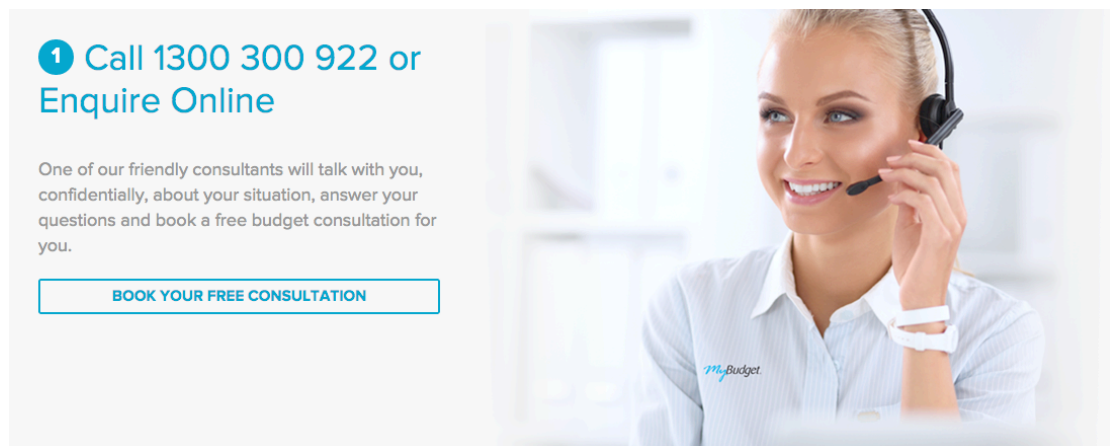 1 Call 1300 300 922 or
Enquire Online
One of our friendly consultants will talk with you,
confidentially, about your situation, answer your
questions and book a free budget consultation for
you.
BOOK YOUR FREE CONSULTATION
MyBudget.